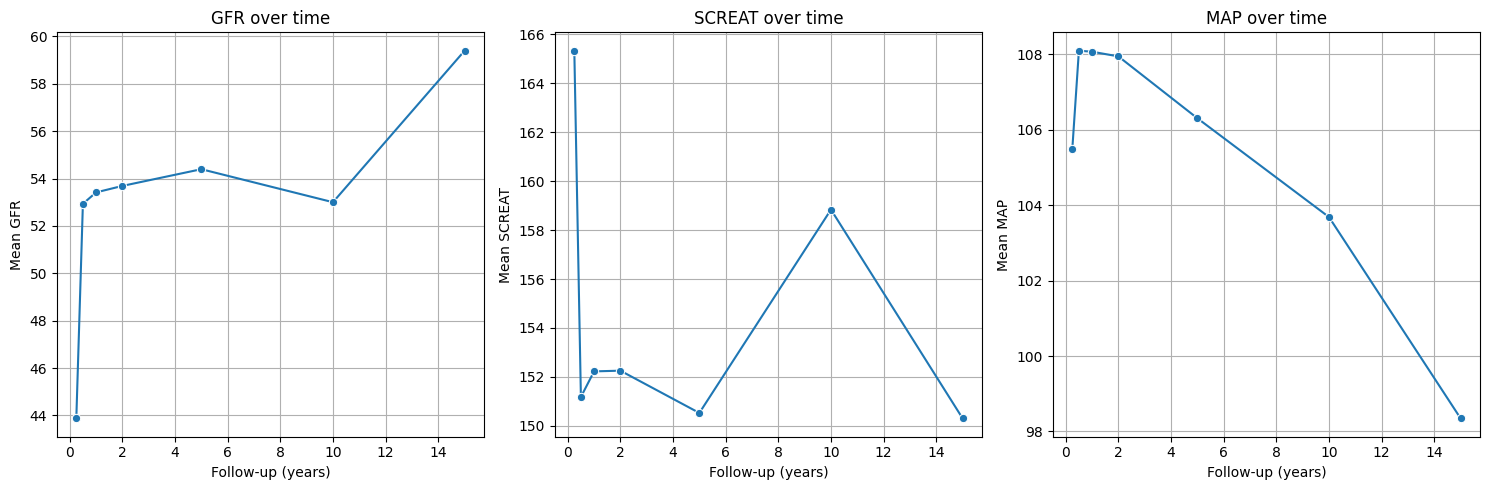 GFR over time
Mean GFR
60
58
56
54
52
50
48
46
44
0 2 4 6 8 10 12 14
Follow-up (years)
SCREAT over time
Mean SCREAT
166
164
162
160
158
156
154
152
150
0 2 4 6 8 10 12 14
Follow-up (years)
MAP over time
Mean MAP
108
106
104
102
100
98
0 2 4 6 8 10 12 14
Follow-up (years)